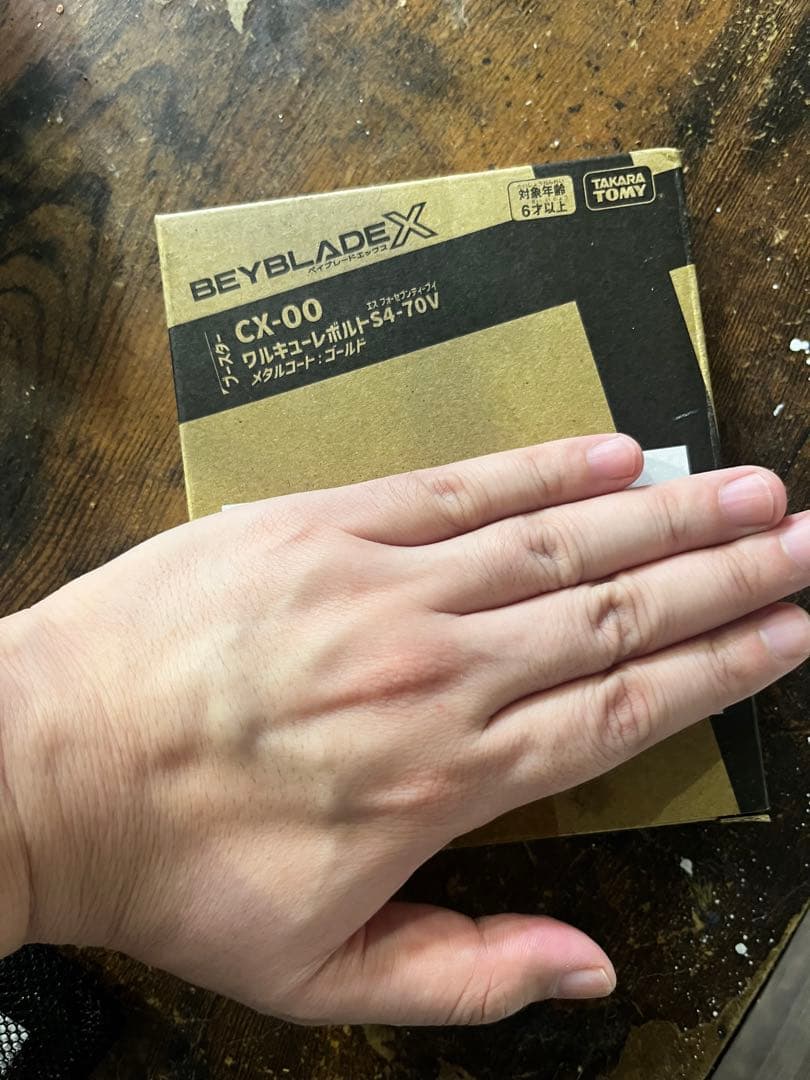 対象年齢
6才以上
TAKARA
TOMY
BEYBLADE X
ベイブレードエックス
ブースター
CX-00
エス フォーセブンティーブイ
ワルキューレボルトS4-70V
メタルコート:ゴールド